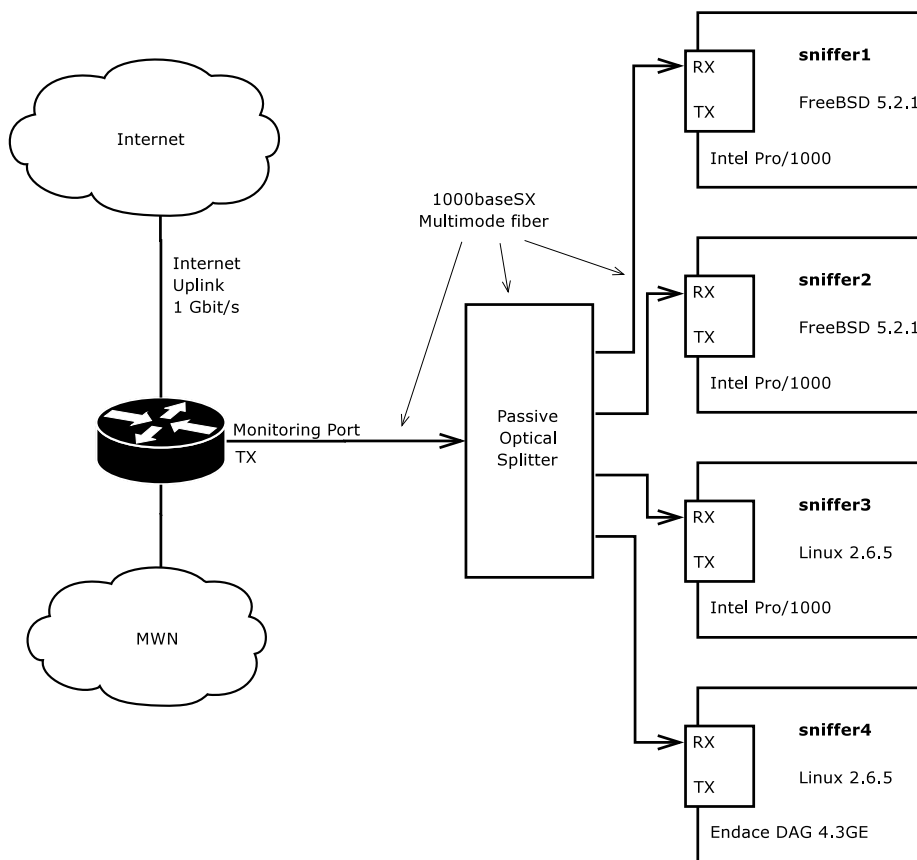 Internet
Internet
Uplink
1 Gbit/s
Monitoring Port
TX
MWN
1000baseSX
Multimode fiber
Passive
Optical
Splitter
RX
TX
sniffer1
FreeBSD 5.2.1
Intel Pro/1000
RX
TX
sniffer2
FreeBSD 5.2.1
Intel Pro/1000
RX
TX
sniffer3
Linux 2.6.5
Intel Pro/1000
RX
TX
sniffer4
Linux 2.6.5
Endace DAG 4.3GE